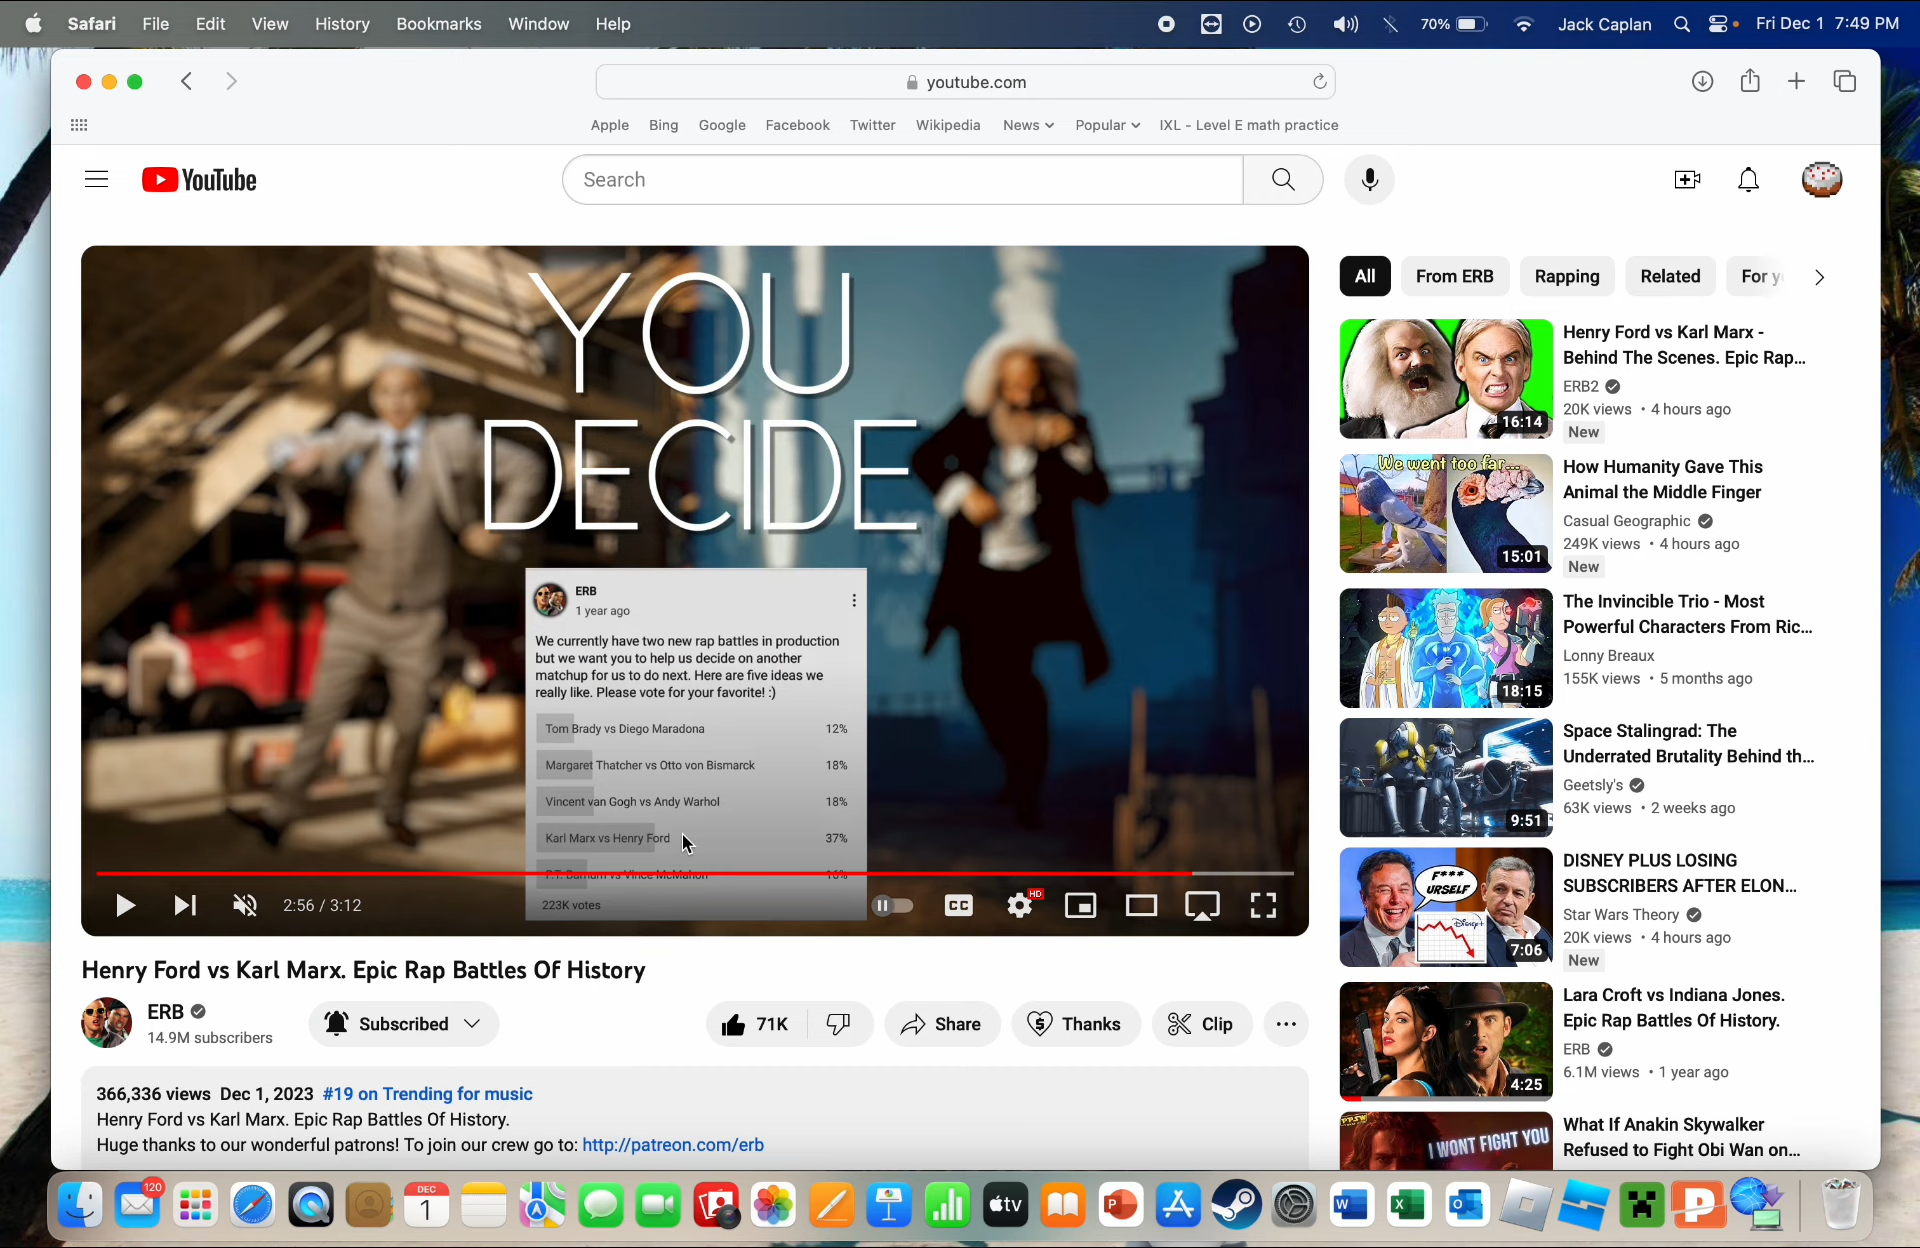 Safari File Edit View History Bookmarks Window Help
70% Jack Caplan Fri Dec 1 7:49 PM
youtube.com
Apple Bing Google Facebook Twitter Wikipedia News Popular IXL - Level E math practice
YouTube
Search
YOU
DECIDE
ERB
1 year ago
We currently have two new rap battles in production
but we want you to help us decide on another
matchup for us to do next. Here are five ideas we
really like. Please vote for your favorite! :)
Tom Brady vs Diego Maradona 12%
Margaret Thatcher vs Otto von Bismarck 18%
Vincent van Gogh vs Andy Warhol 18%
Karl Marx vs Henry Ford 37%
P.T. Barnum vs Vince McMahon 16%
223K votes
2:56 / 3:12
CC
HD
Henry Ford vs Karl Marx. Epic Rap Battles Of History
ERB
14.9M subscribers
Subscribed
71K
Share
Thanks
Clip
366,336 views Dec 1, 2023 #19 on Trending for music
Henry Ford vs Karl Marx. Epic Rap Battles Of History.
Huge thanks to our wonderful patrons! To join our crew go to: http://patreon.com/erb
All From ERB Rapping Related For y
16:14
Henry Ford vs Karl Marx -
Behind The Scenes. Epic Rap...
ERB2
20K views • 4 hours ago
New
We went too far...
15:01
How Humanity Gave This
Animal the Middle Finger
Casual Geographic
249K views • 4 hours ago
New
18:15
The Invincible Trio - Most
Powerful Characters From Ric...
Lonny Breaux
155K views • 5 months ago
9:51
Space Stalingrad: The
Underrated Brutality Behind th...
Geetsly's
63K views • 2 weeks ago
F***
URSELF
Disney+
7:06
DISNEY PLUS LOSING
SUBSCRIBERS AFTER ELON...
Star Wars Theory
20K views • 4 hours ago
New
4:25
Lara Croft vs Indiana Jones.
Epic Rap Battles Of History.
ERB
6.1M views • 1 year ago
I WONT FIGHT YOU
What If Anakin Skywalker
Refused to Fight Obi Wan on...
120
DEC
1
tv
P
W
X
O
P